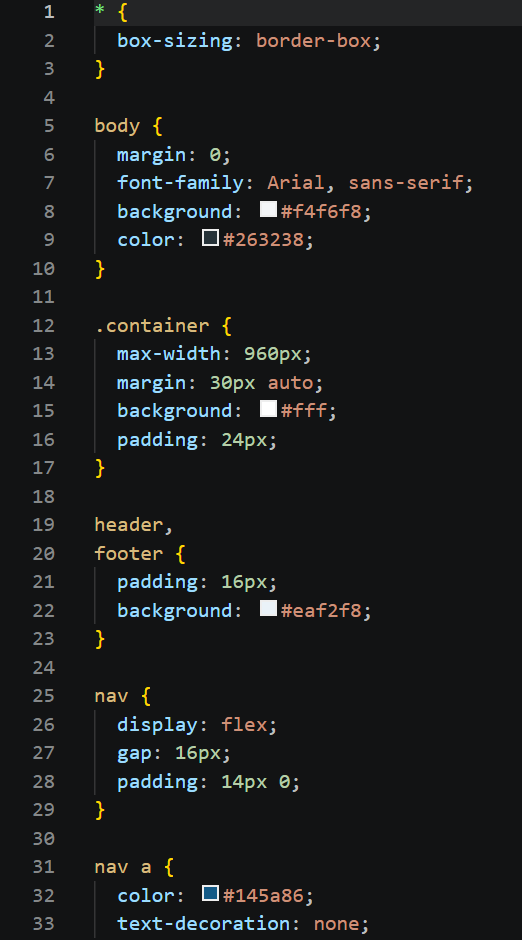 1 * {
2   box-sizing: border-box;
3 }
4
5 body {
6   margin: 0;
7   font-family: Arial, sans-serif;
8   background: #f4f6f8;
9   color: #263238;
10 }
11
12 .container {
13   max-width: 960px;
14   margin: 30px auto;
15   background: #fff;
16   padding: 24px;
17 }
18
19 header,
20 footer {
21   padding: 16px;
22   background: #eaf2f8;
23 }
24
25 nav {
26   display: flex;
27   gap: 16px;
28   padding: 14px 0;
29 }
30
31 nav a {
32   color: #145a86;
33   text-decoration: none;